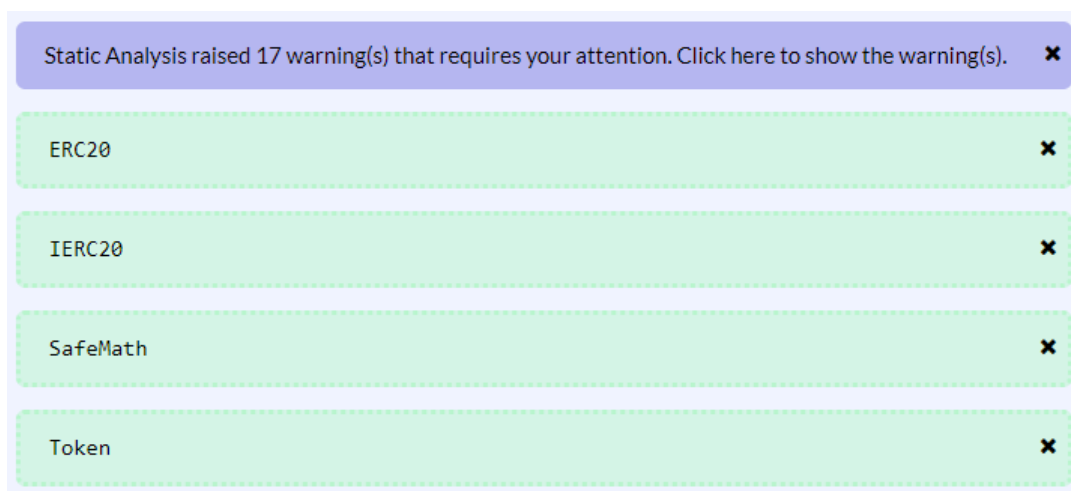 Static Analysis raised 17 warning(s) that requires your attention. Click here to show the warning(s).
ERC20
IERC20
SafeMath
Token